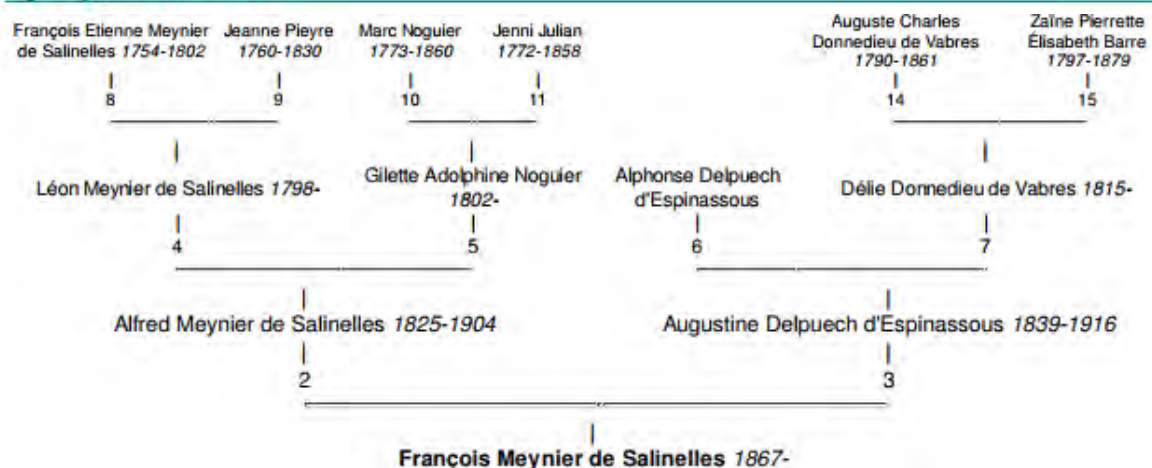 François Etienne Meynier
de Salinelles 1754-1802
Jeanne Pieyre
1760-1830
Marc Noguier
1773-1860
Jenni Julian
1772-1858
Auguste Charles
Donnedieu de Vabres
1790-1861
Zaïne Pierrette
Élisabeth Barre
1797-1879
8
9
10
11
14
15
Léon Meynier de Salinelles 1798-
Gilette Adolphine Noguier
1802-
Alphonse Delpuech
d'Espinassous
Délie Donnedieu de Vabres 1815-
4
5
6
7
Alfred Meynier de Salinelles 1825-1904
Augustine Delpuech d'Espinassous 1839-1916
2
3
François Meynier de Salinelles 1867-